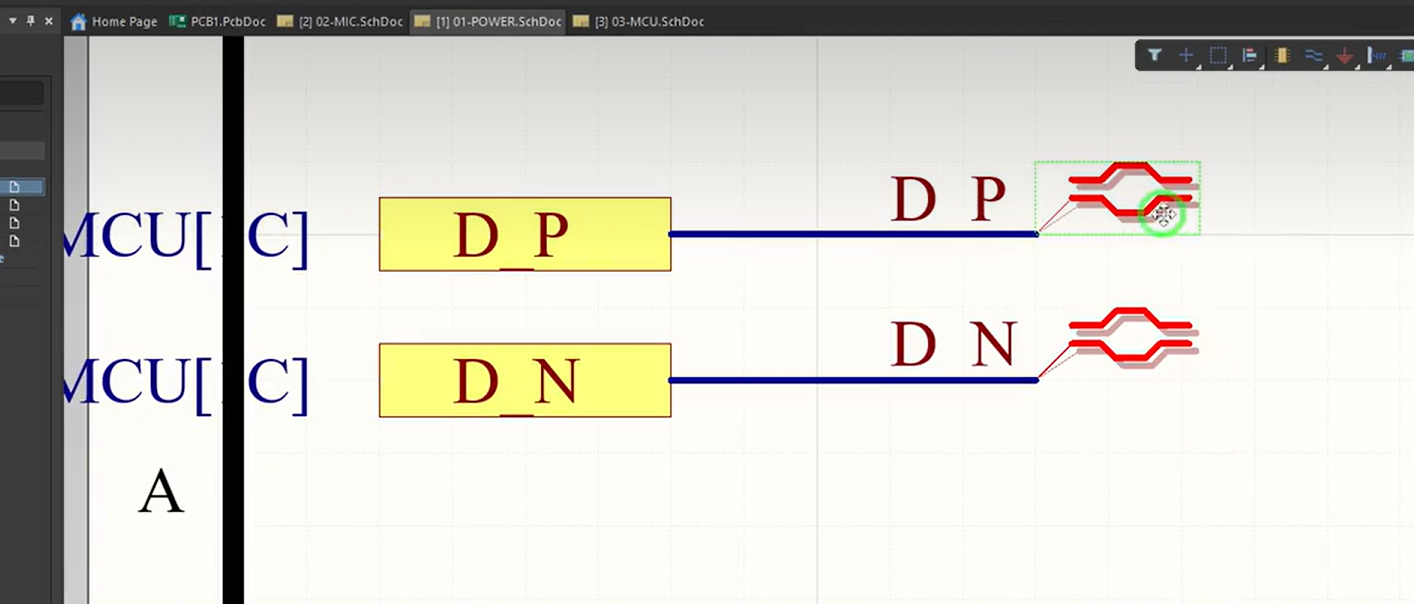 Home Page PCB1.PcbDoc [2] 02-MIC.SchDoc [1] 01-POWER.SchDoc [3] 03-MCU.SchDoc
MCU[ C] D_P D P
MCU[ C] D_N D N
A